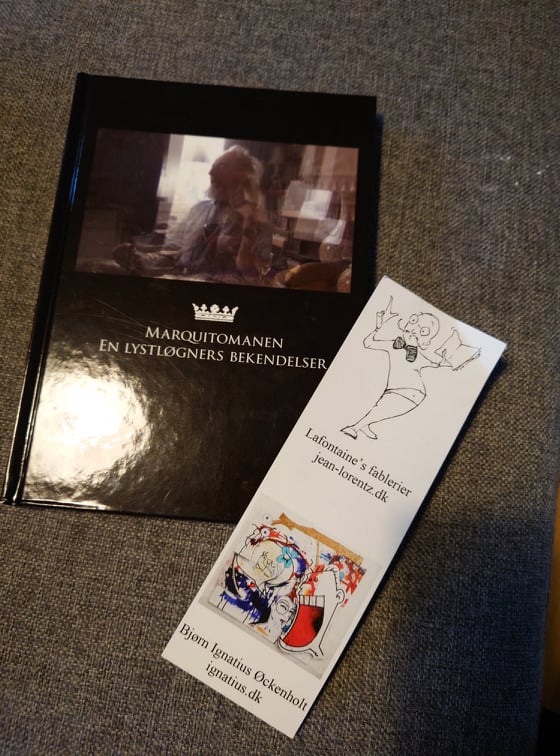 MARQUITOMANEN
EN LYSTLØGNERS BEKENDELSER
Lafontaine's fablerier
jean-lorentz.dk
Bjørn Ignatius Øckenholt
ignatius.dk